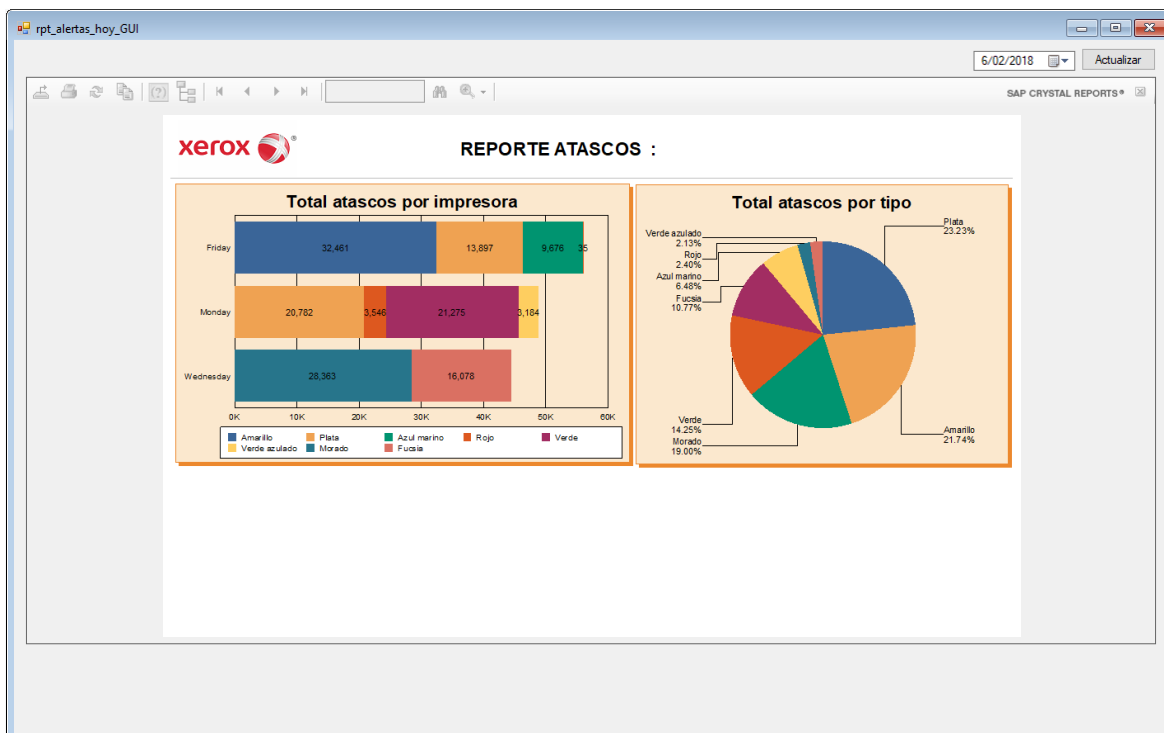 rpt_alertas_hoy_GUI
6/02/2018
Actualizar
SAP CRYSTAL REPORTS®
xerox ®
REPORTE ATASCOS :
Total atascos por impresora
Friday
32,461
13,897
9,676
35
Monday
20,782
3,546
21,275
3,184
Wednesday
28,363
16,078
0K 10K 20K 30K 40K 50K 60K
Amarillo Plata Azul marino Rojo Verde
Verde azulado Morado Fucsia
Total atascos por tipo
Plata
23.23%
Verde azulado
2.13%
Rojo
2.40%
Azul marino
6.48%
Fucsia
10.77%
Verde
14.25%
Morado
19.00%
Amarillo
21.74%